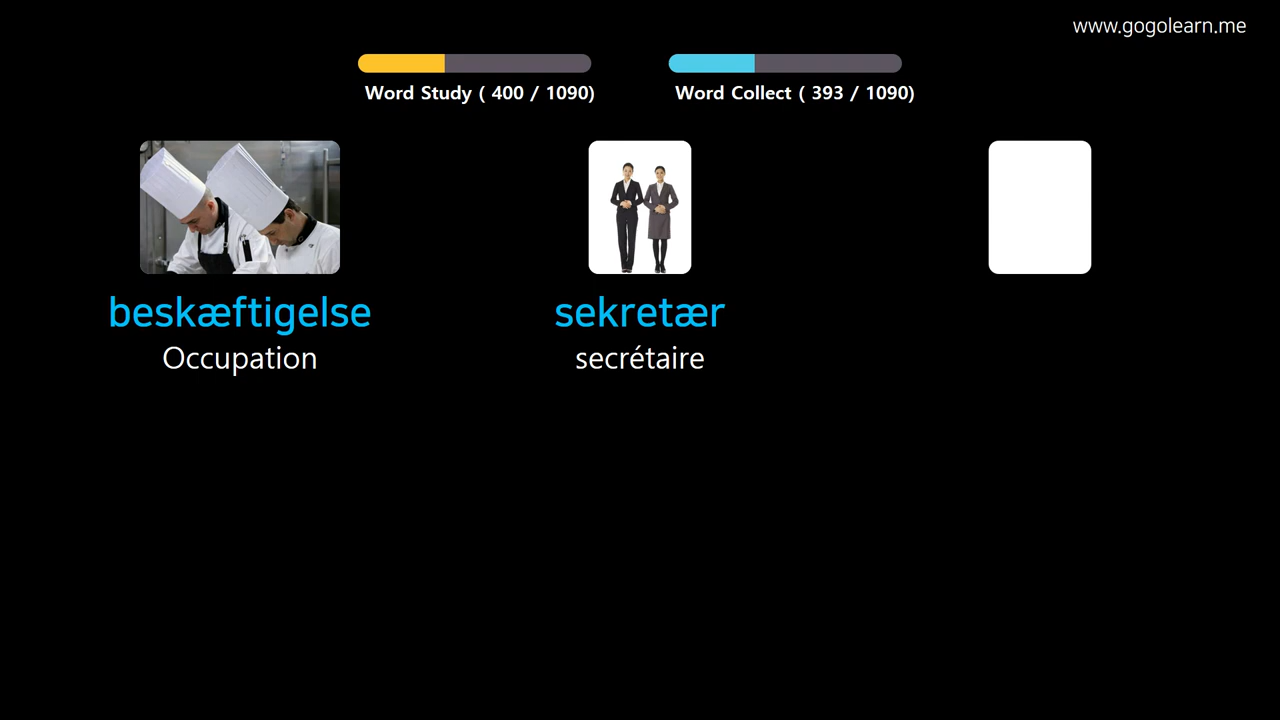 www.gogolearn.me
Word Study ( 400 / 1090)
Word Collect ( 393 / 1090)
beskæftigelse
Occupation
sekretær
secrétaire